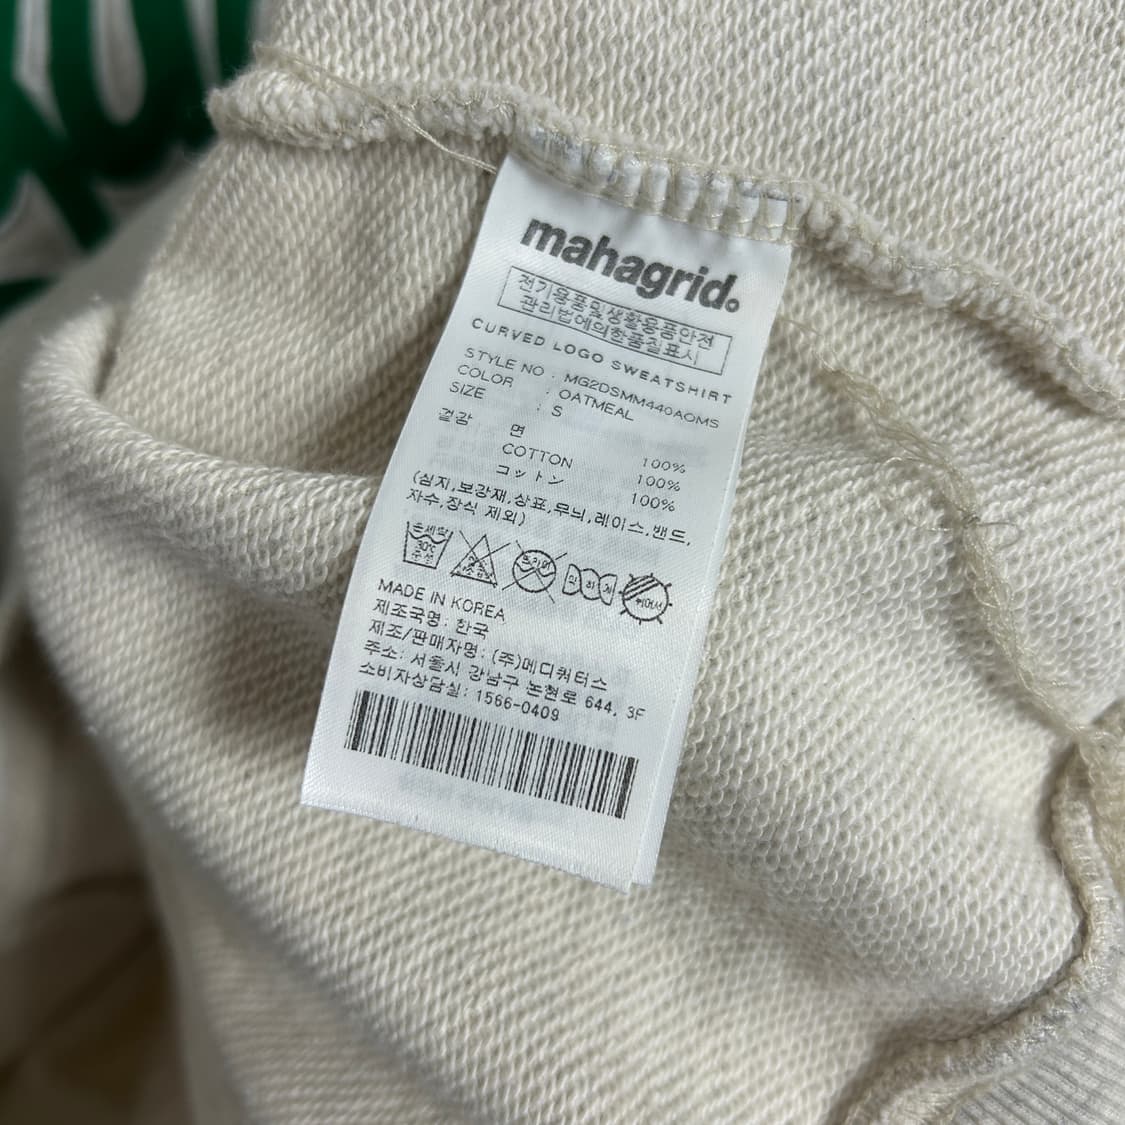 mahagrid
전기용품및생활용품안전
관리법에의한품질표시
CURVED LOGO SWEATSHIRT
STYLE NO : MG2DSMM440AOMS
COLOR : OATMEAL
SIZE : S
겉감 면 100%
COTTON 100%
コットン 100%
(심지,보강재,상표,무늬,레이스,밴드,
자수,장식 제외)
30℃
MADE IN KOREA
제조국명: 한국
제조/판매자명: (주)메디쿼터스
주소: 서울시 강남구 논현로 644, 3F
소비자상담실: 1566-0409